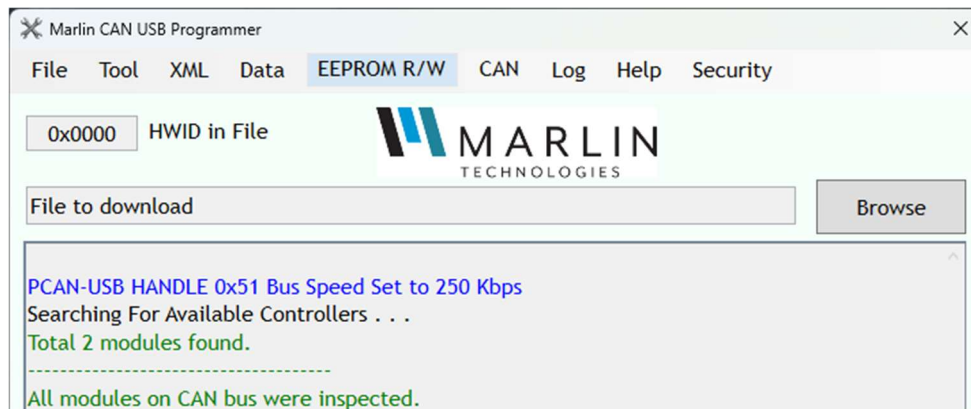 Marlin CAN USB Programmer
File Tool XML Data EEPROM R/W CAN Log Help Security
0x0000 HWID in File
MARLIN
TECHNOLOGIES
File to download Browse
PCAN-USB HANDLE 0x51 Bus Speed Set to 250 Kbps
Searching For Available Controllers . . .
Total 2 modules found.
-------------------------------------
All modules on CAN bus were inspected.